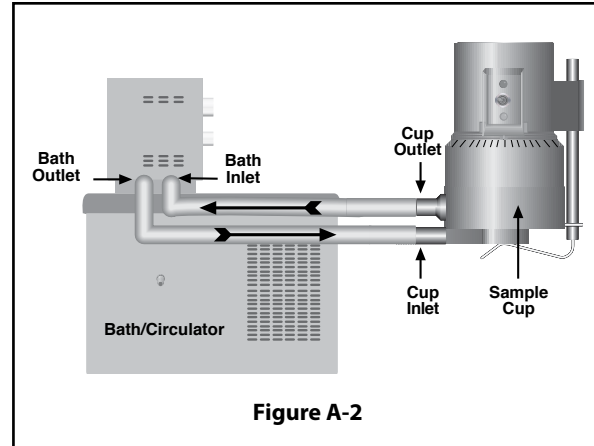 Bath
Outlet
Bath
Inlet
Cup
Outlet
Cup
Inlet
Sample
Cup
Bath/Circulator
Figure A-2